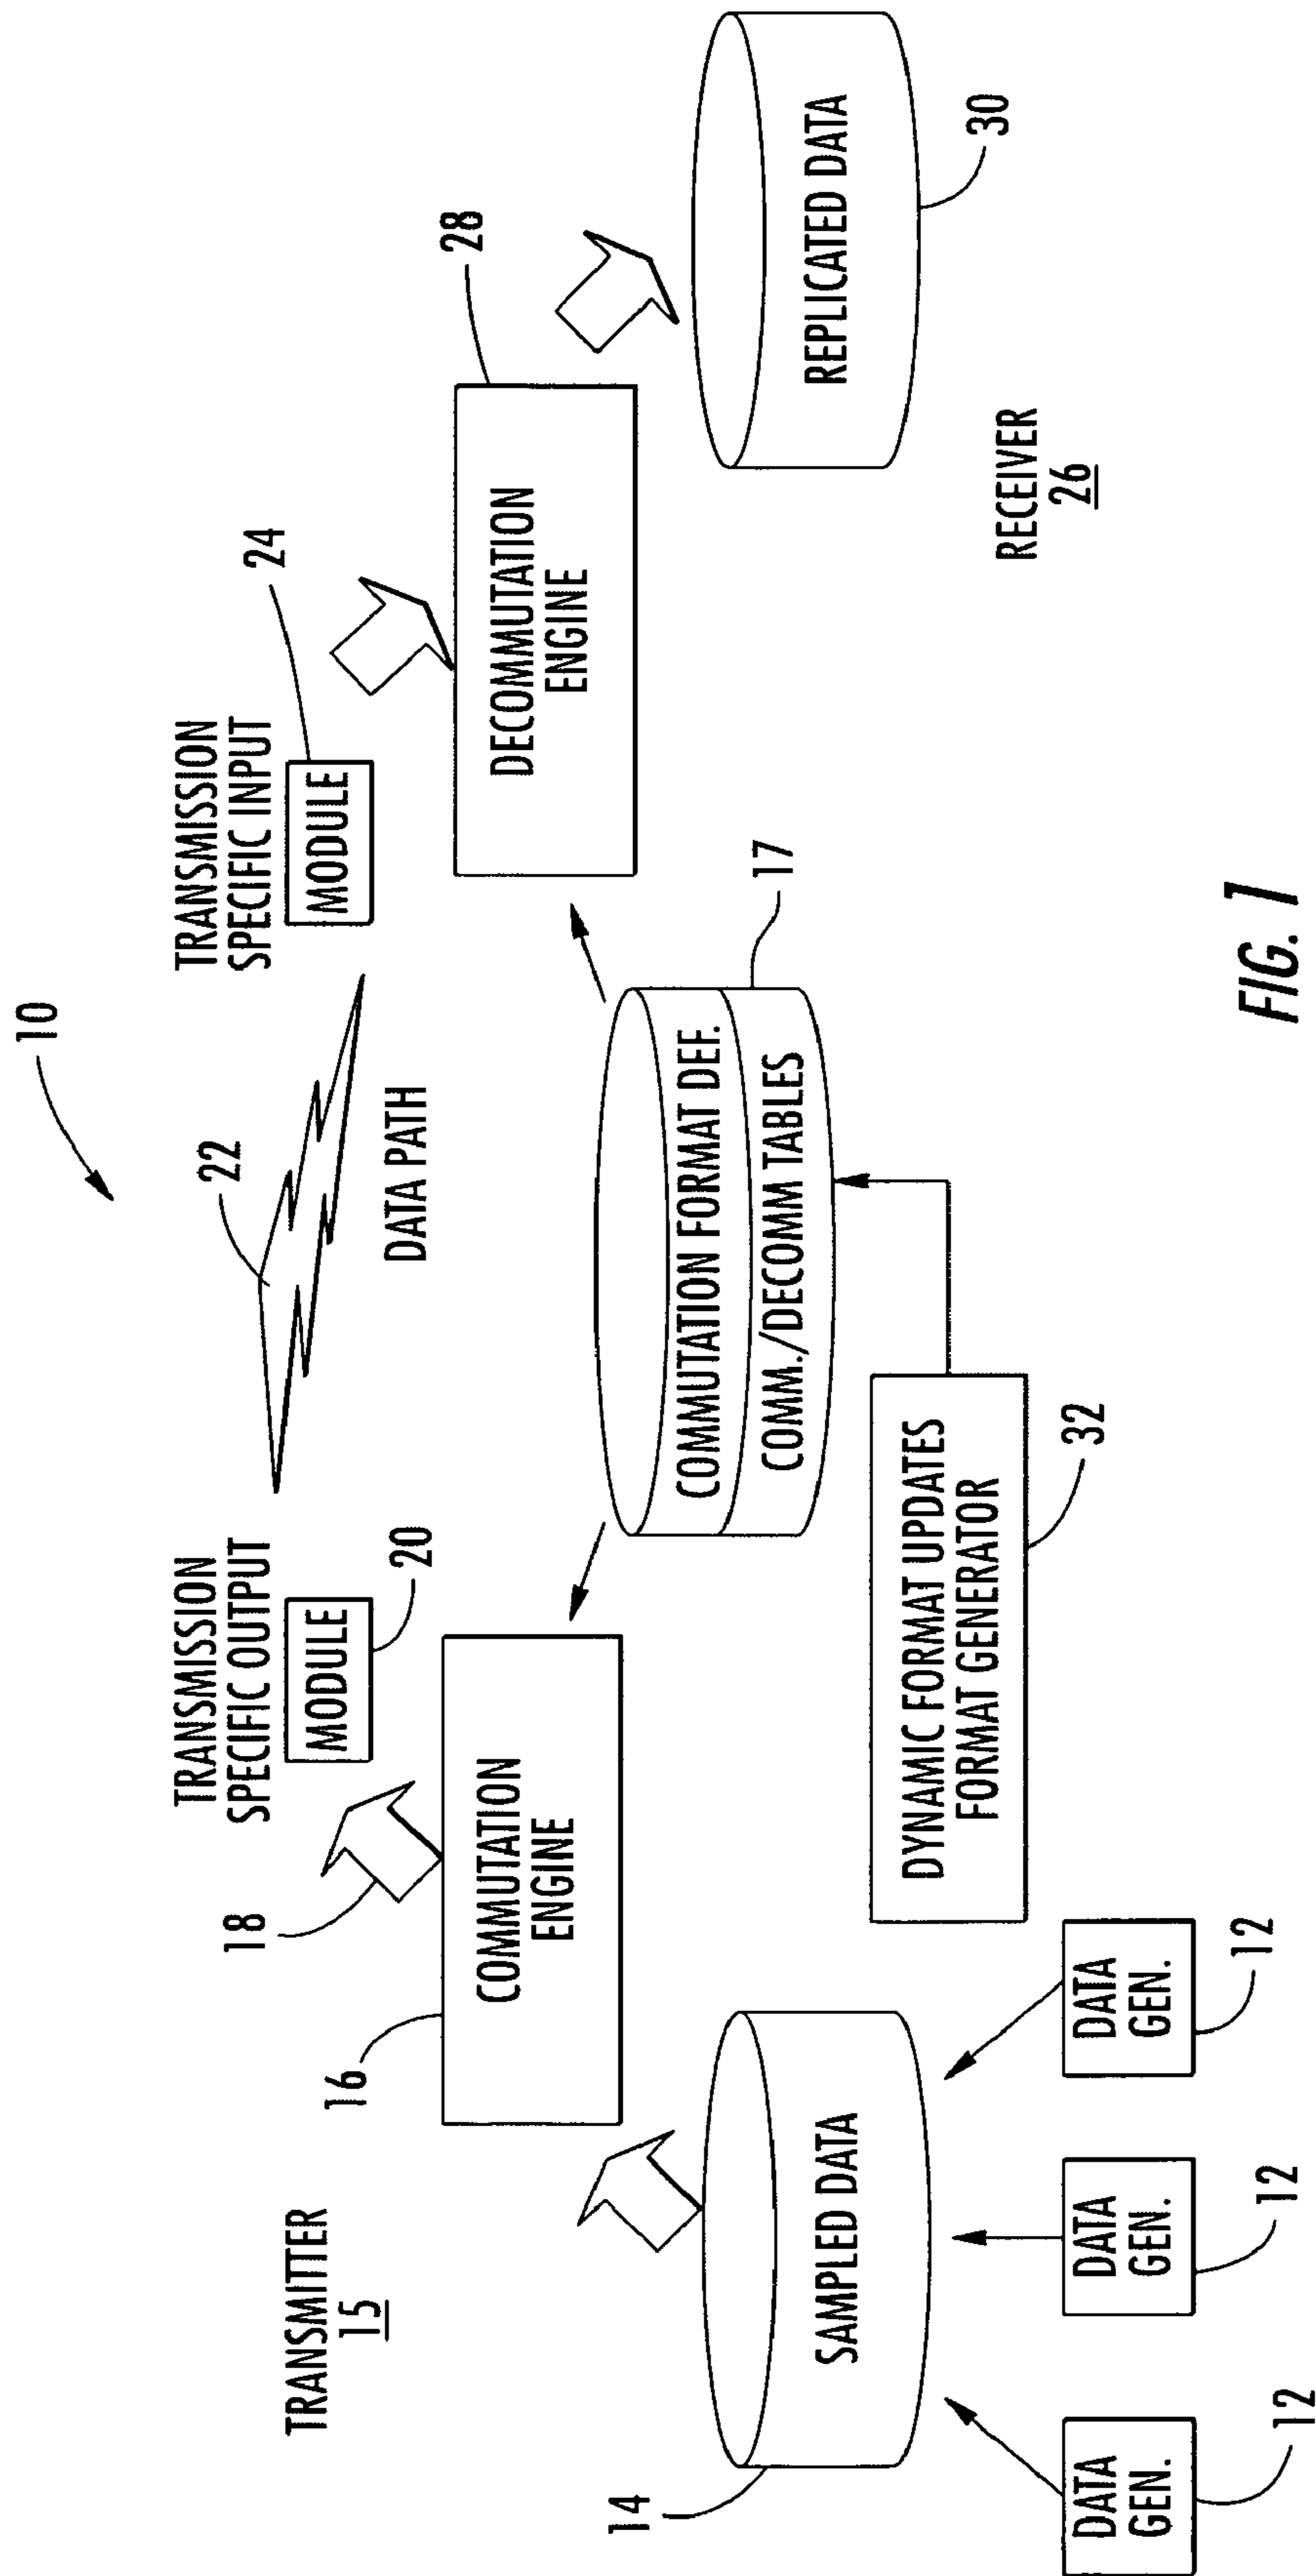 10
TRANSMITTER
15
TRANSMISSION
SPECIFIC OUTPUT
MODULE
20
18
16
COMMUTATION
ENGINE
22
DATA PATH
TRANSMISSION
SPECIFIC INPUT
MODULE
24
DECOMMUTATION
ENGINE
28
14
SAMPLED DATA
COMMUTATION FORMAT DEF.
COMM./DECOMM TABLES
17
REPLICATED DATA
30
RECEIVER
26
DYNAMIC FORMAT UPDATES
FORMAT GENERATOR
32
DATA
GEN.
12
DATA
GEN.
12
DATA
GEN.
12
FIG. 1